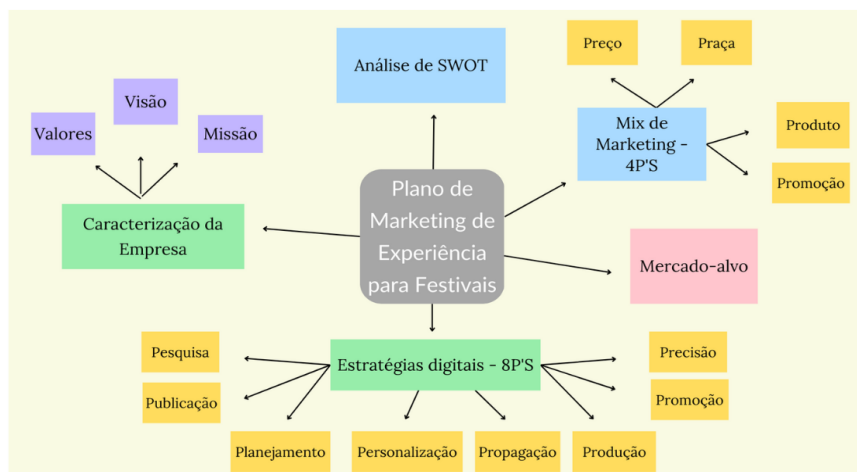 Análise de SWOT
Preço
Praça
Visão
Valores
Missão
Mix de
Marketing -
4P'S
Produto
Promoção
Plano de
Marketing de
Experiência
para Festivais
Caracterização da
Empresa
Mercado-alvo
Estratégias digitais - 8P'S
Pesquisa
Publicação
Planejamento
Personalização
Propagação
Produção
Precisão
Promoção